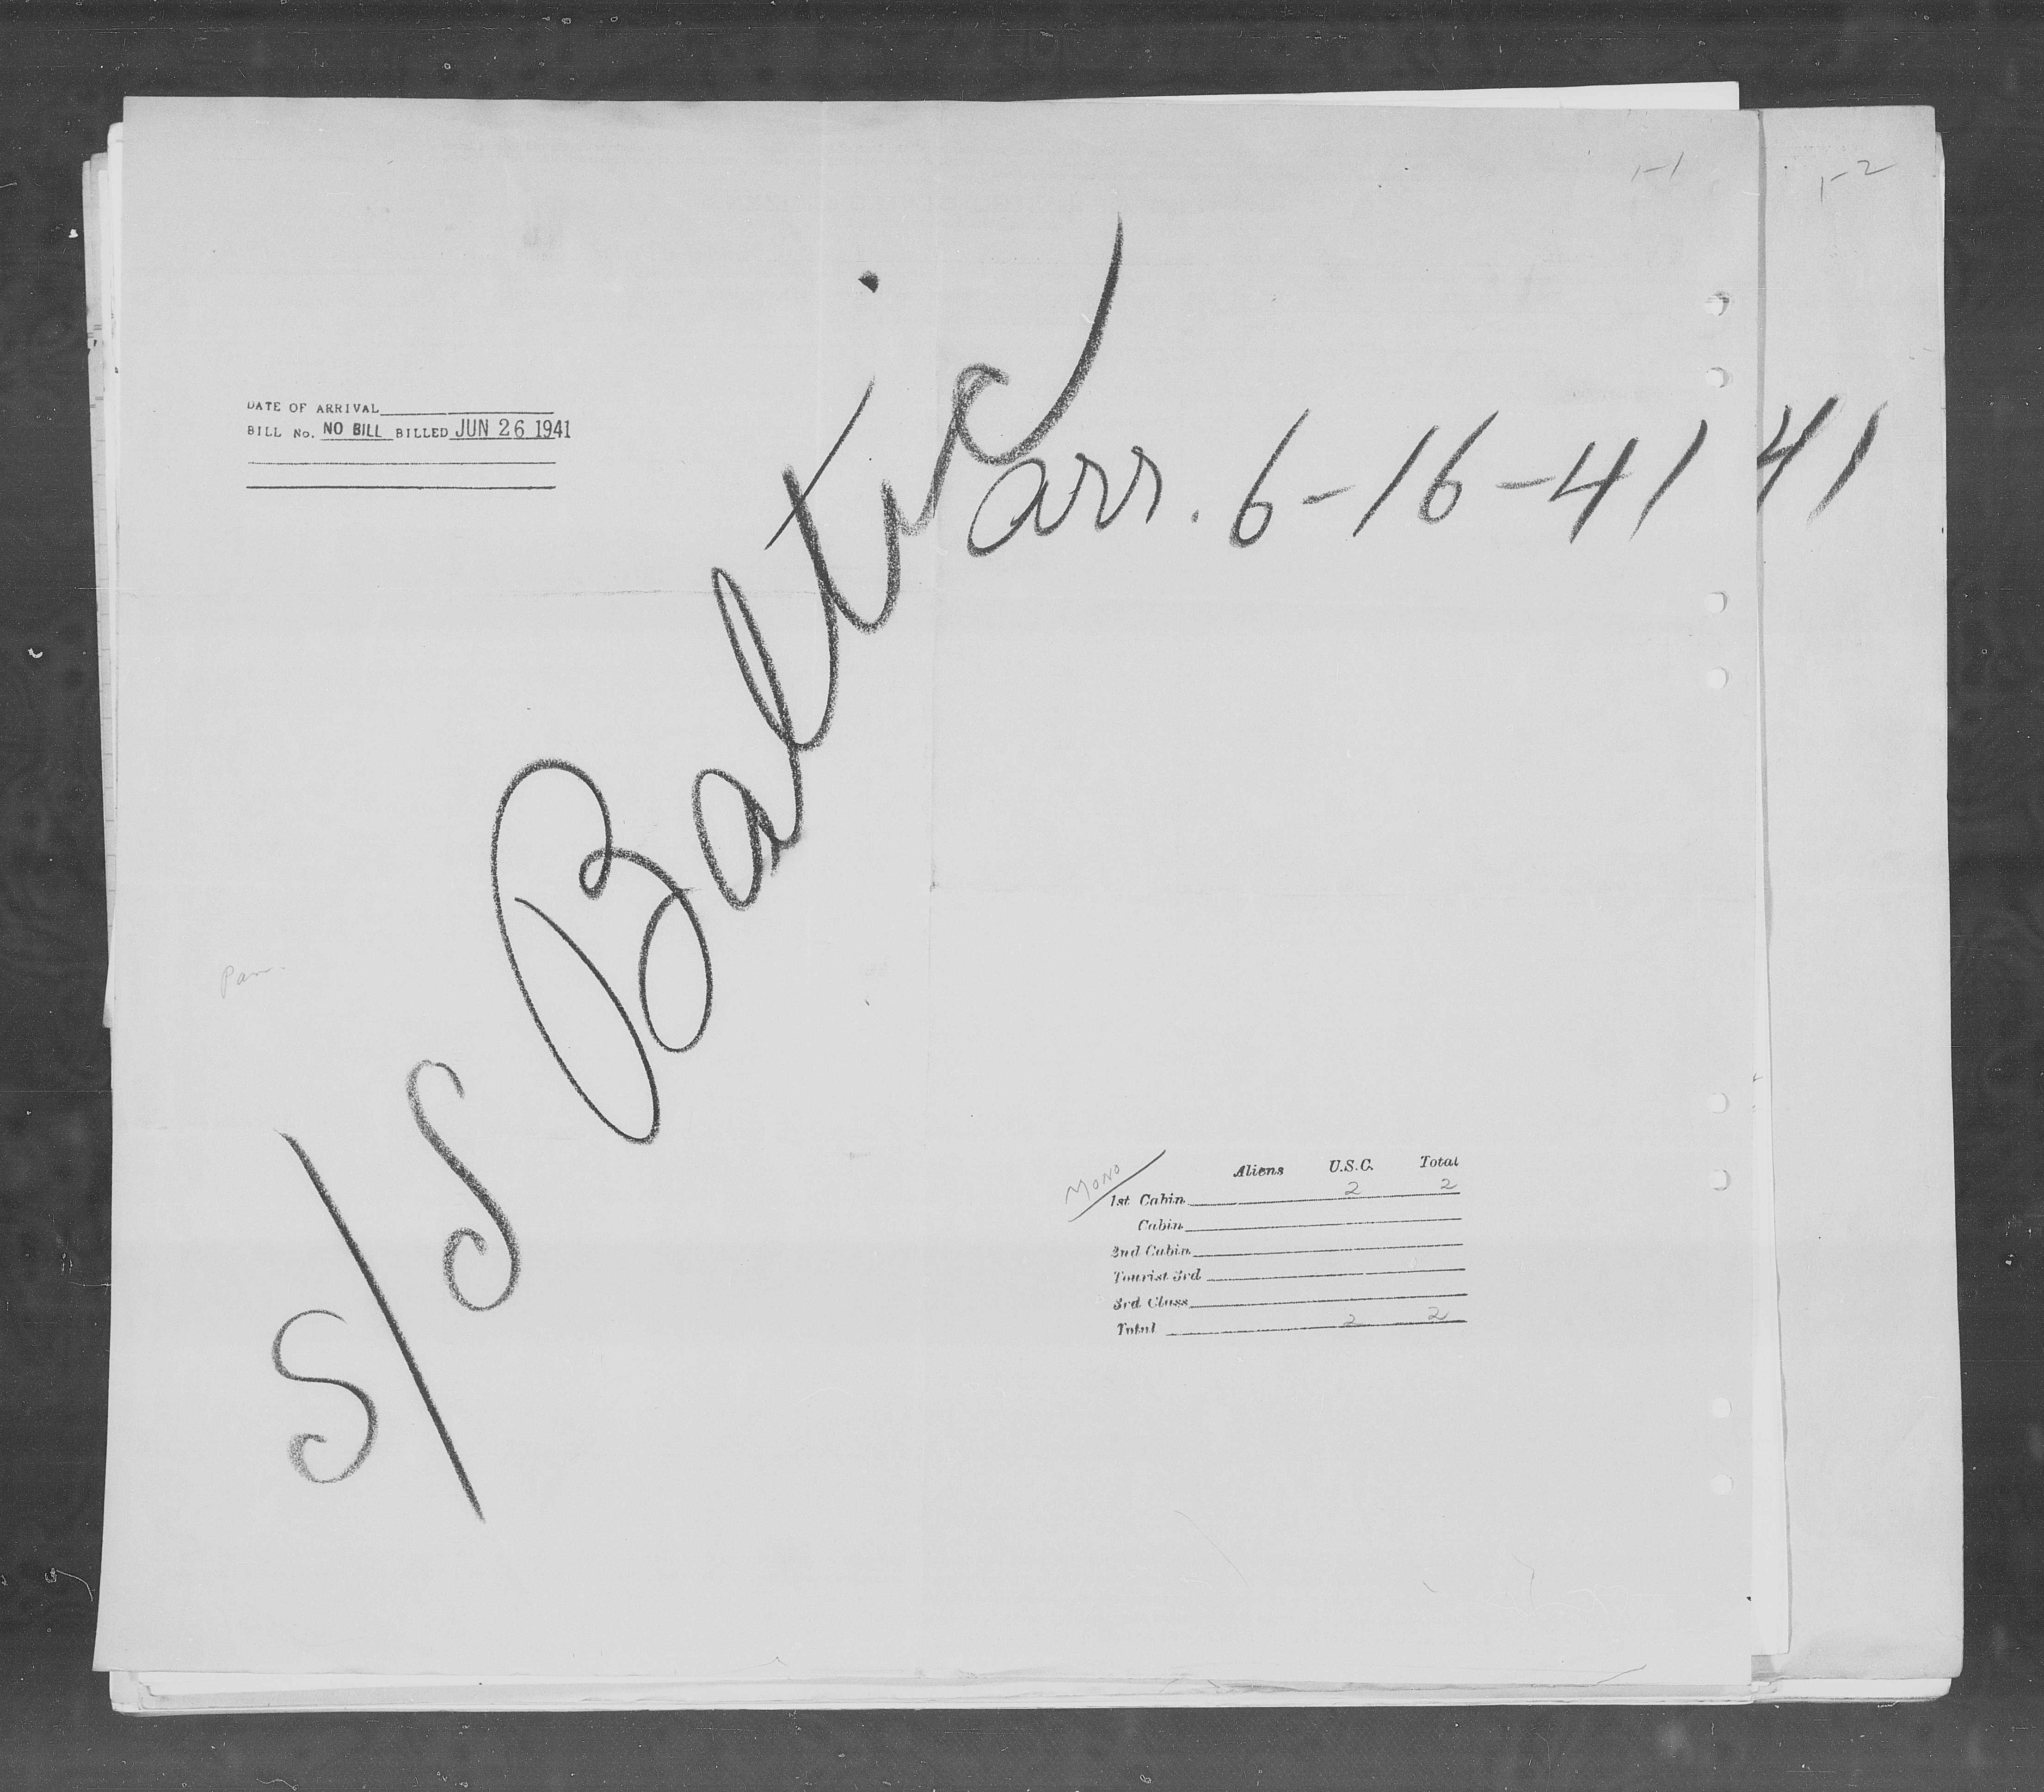 1-1
1-2
DATE OF ARRIVAL
BILL No. NO BILL BILLED JUN 26 1941
S/S Baltic
arr. 6-16-41
41
Pan.
MONO
Aliens U.S.C. Total
1st Cabin 2 2
Cabin
2nd Cabin
Tourist 3rd
3rd Class
Total 2 2